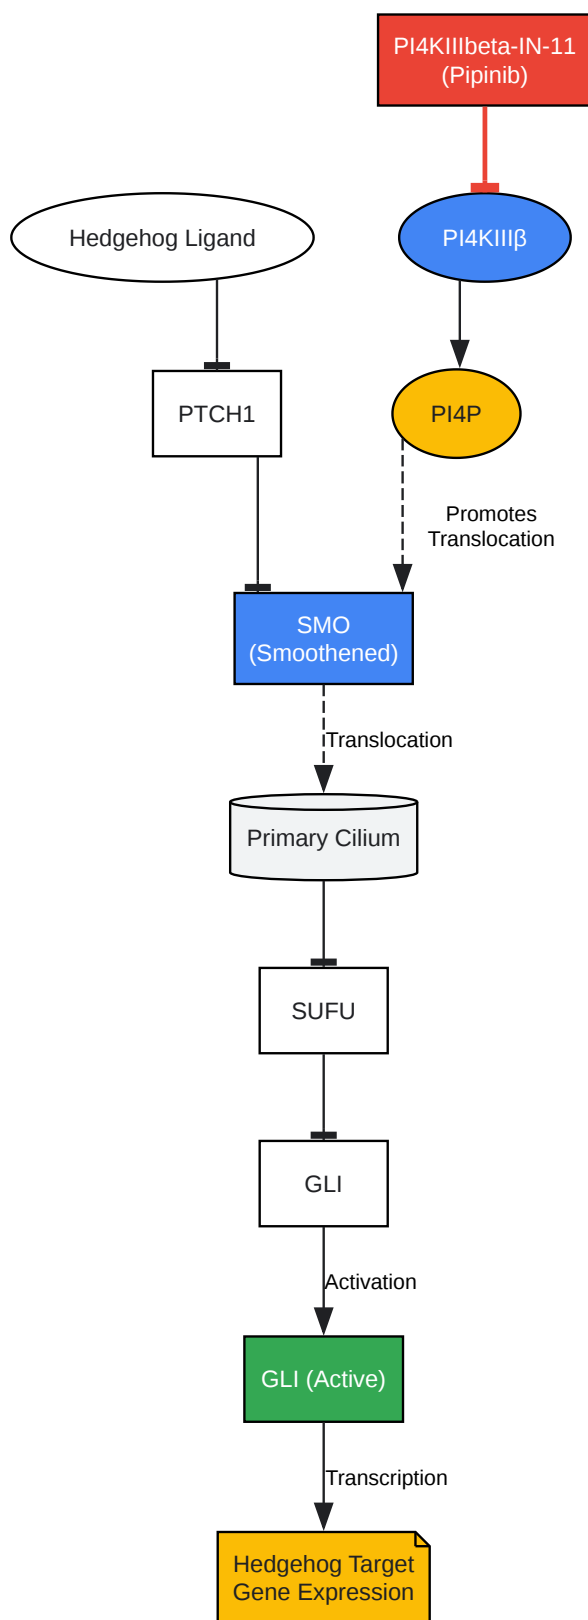 PI4KIIIbeta-IN-11
(Pipinib)
Hedgehog Ligand
PI4KIIIβ
PTCH1
PI4P
Promotes
Translocation
SMO
(Smoothened)
Translocation
Primary Cilium
SUFU
GLI
Activation
GLI (Active)
Transcription
Hedgehog Target
Gene Expression